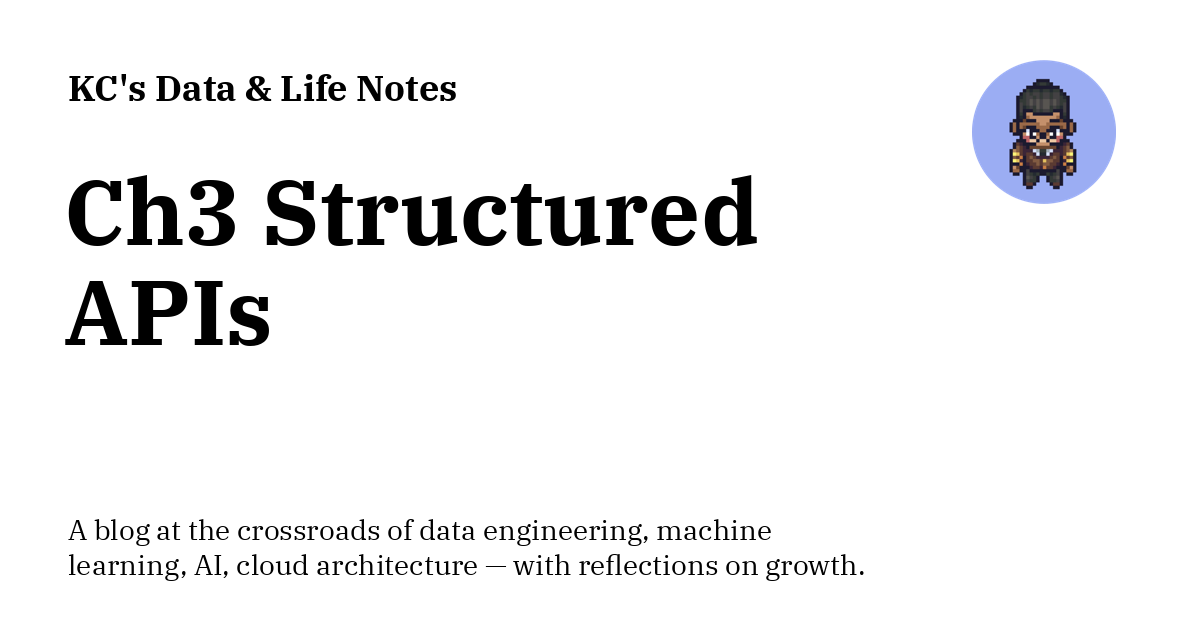 KC's Data & Life Notes
Ch3 Structured
APIs
A blog at the crossroads of data engineering, machine
learning, AI, cloud architecture — with reflections on growth.